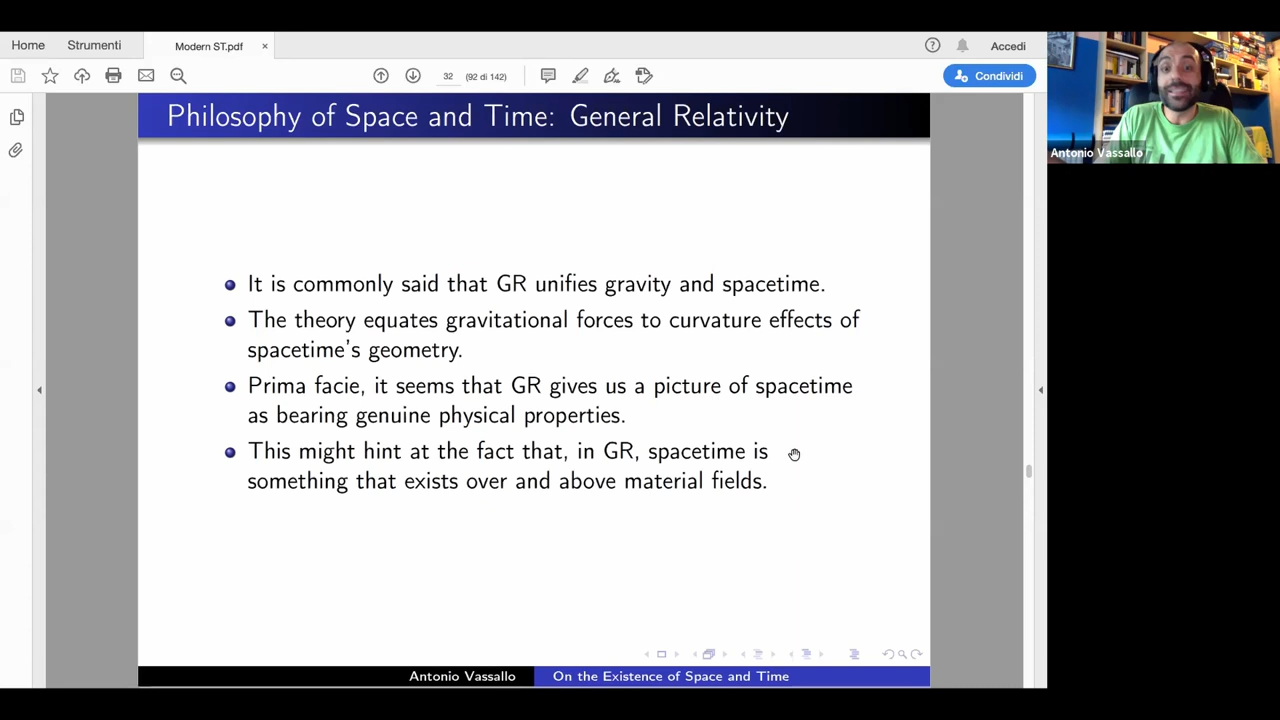 Home Strumenti Modern ST.pdf × Accedi
32 (92 di 142) Condividi
Philosophy of Space and Time: General Relativity
Antonio Vassallo
It is commonly said that GR unifies gravity and spacetime.
The theory equates gravitational forces to curvature effects of
spacetime's geometry.
Prima facie, it seems that GR gives us a picture of spacetime
as bearing genuine physical properties.
This might hint at the fact that, in GR, spacetime is
something that exists over and above material fields.
Antonio Vassallo On the Existence of Space and Time